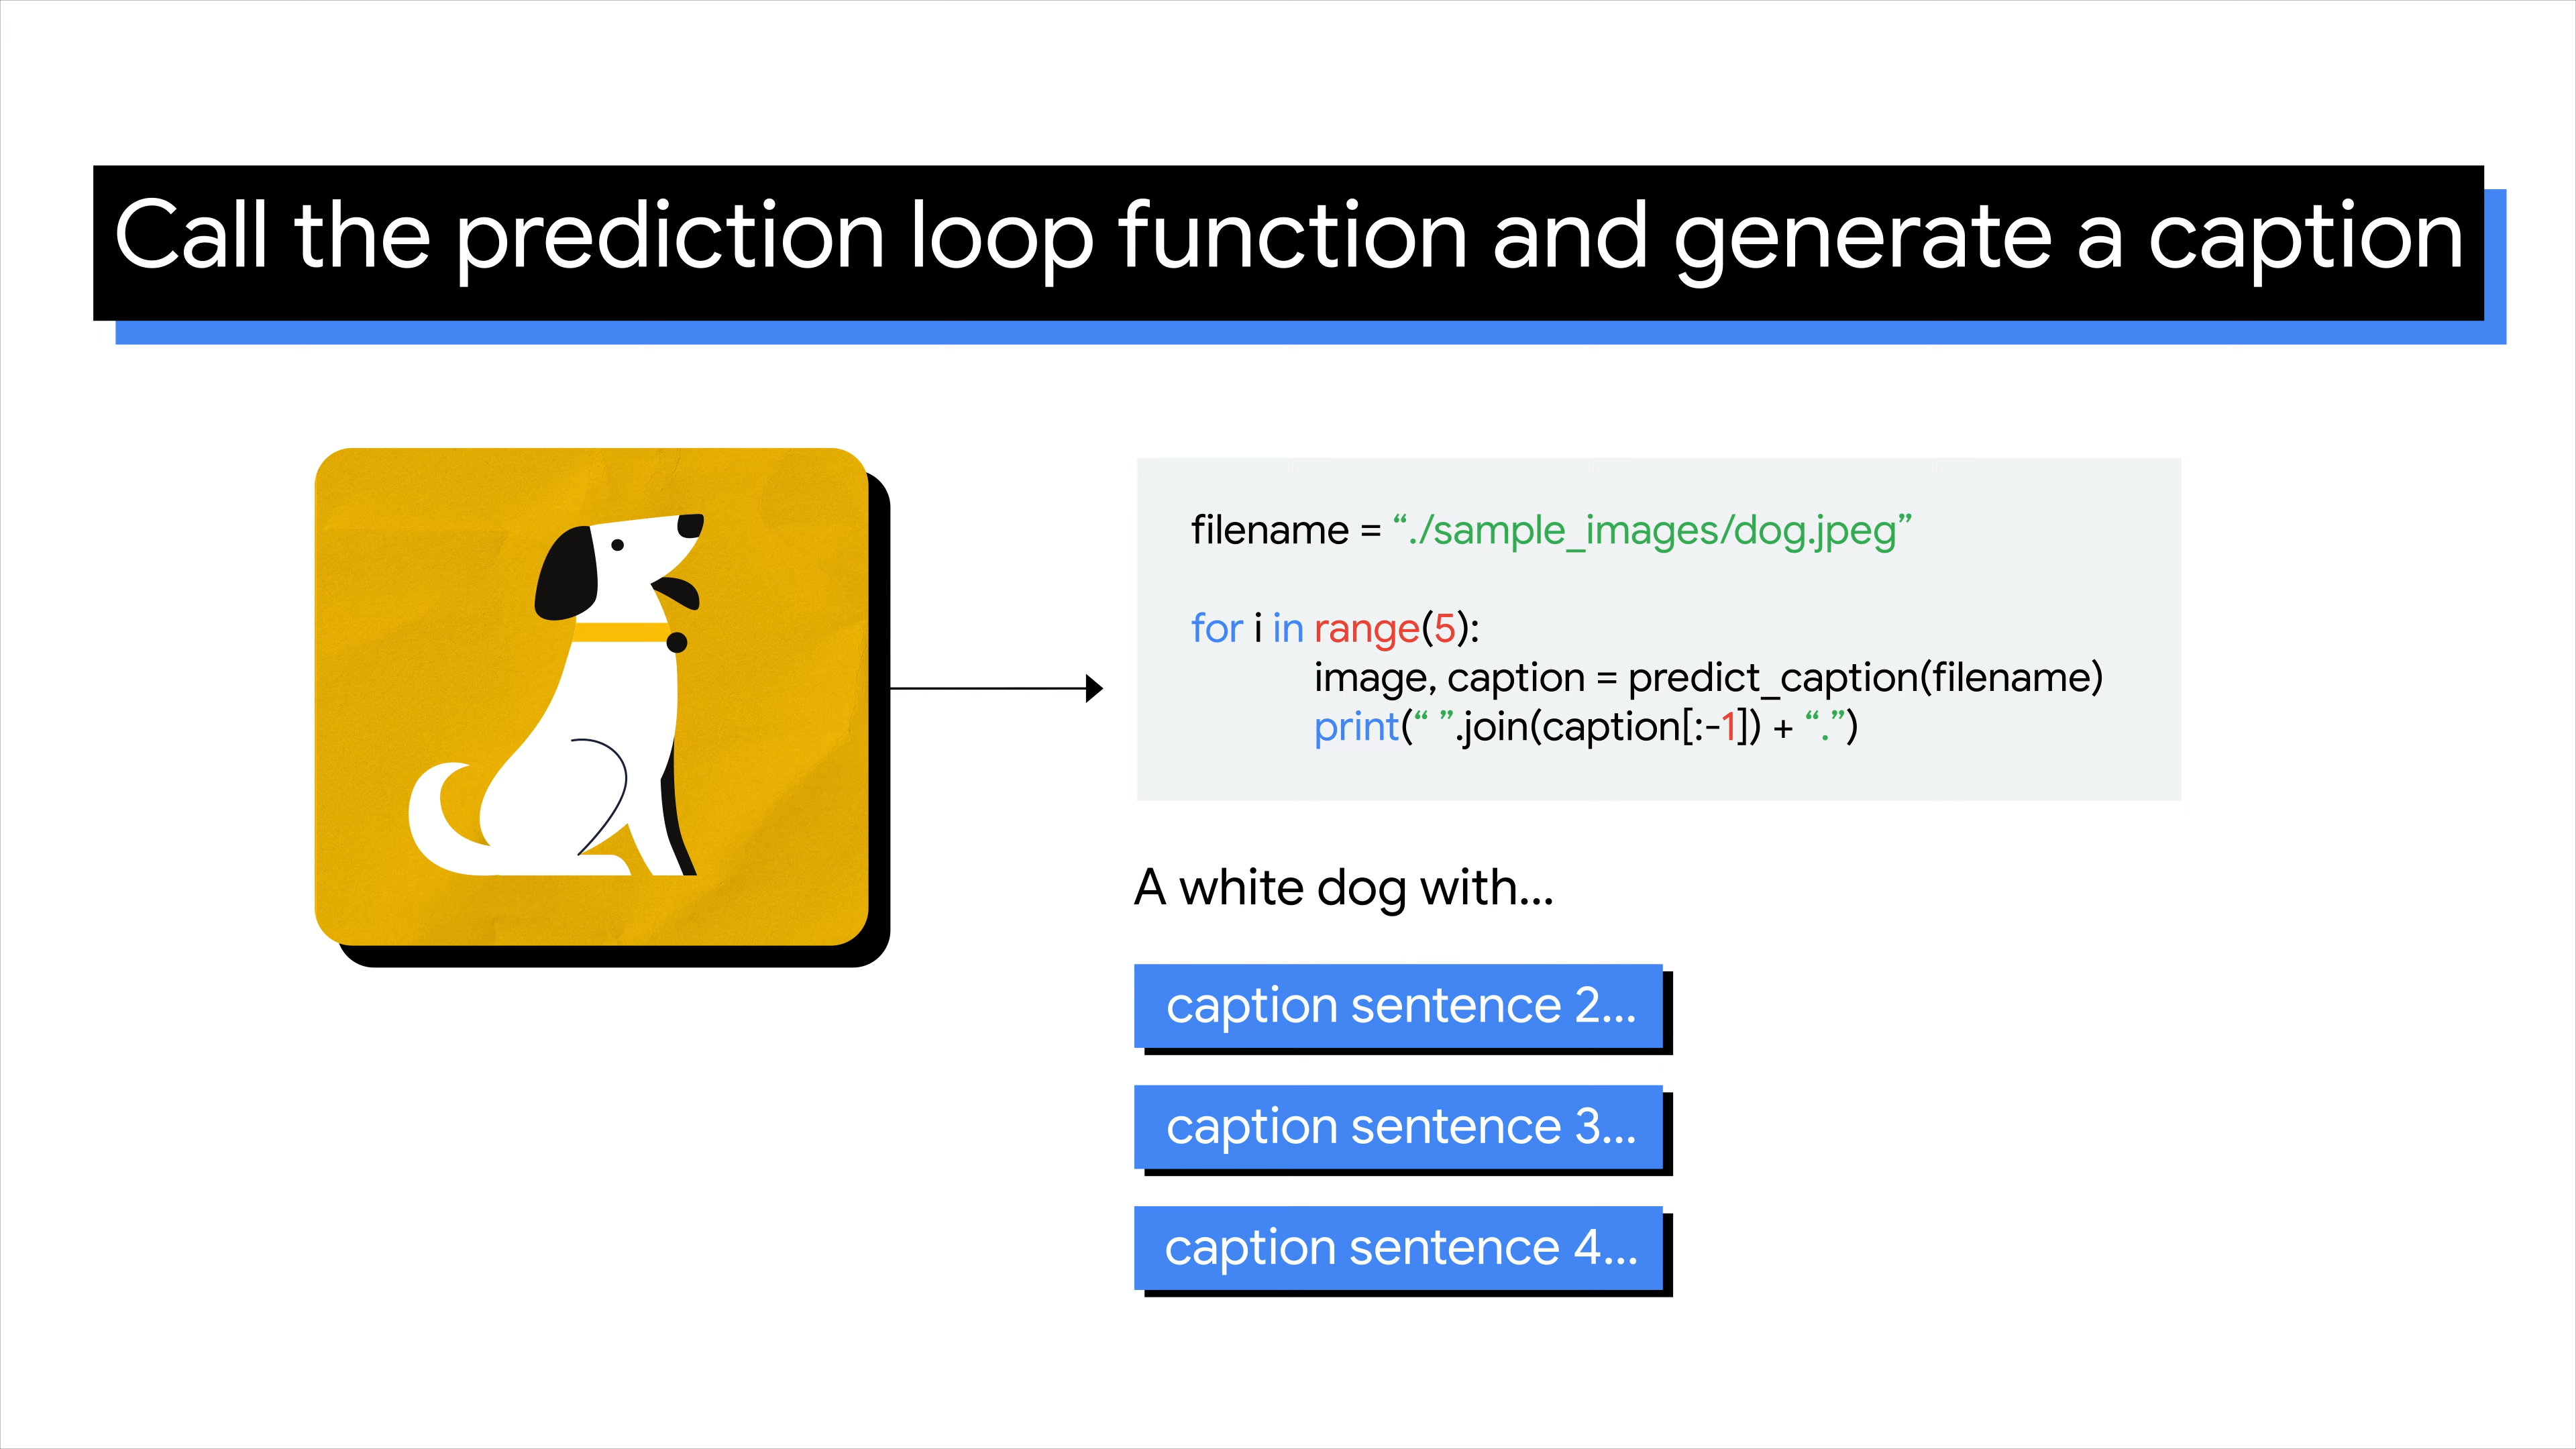 Call the prediction loop function and generate a caption
filename = “./sample_images/dog.jpeg”
for i in range(5):
image, caption = predict_caption(filename)
print(“ ”.join(caption[:-1]) + “.”)
A white dog with...
caption sentence 2...
caption sentence 3...
caption sentence 4...